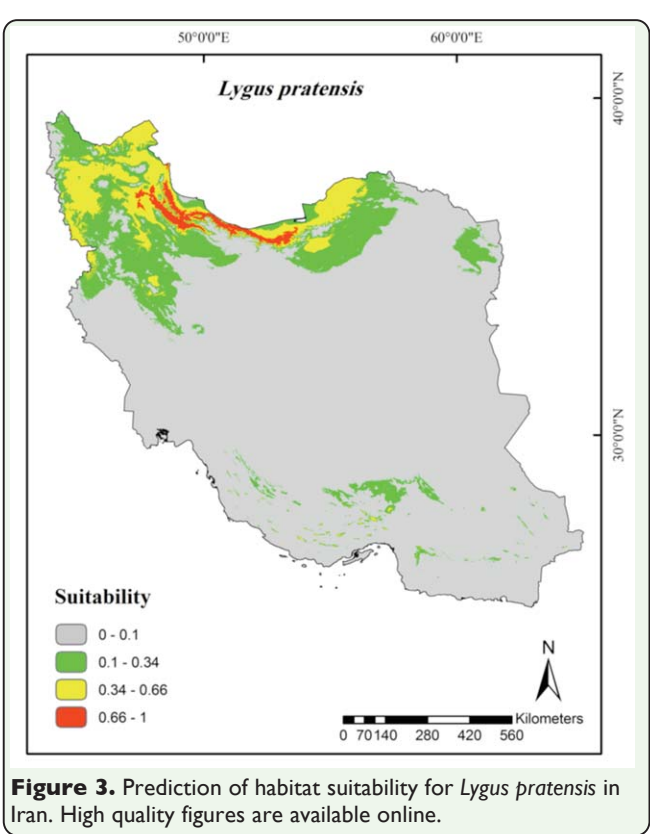 50°0'0"E 60°0'0"E
Lygus pratensis
40°0'0"N
30°0'0"N
Suitability
0 - 0.1
0.1 - 0.34
0.34 - 0.66
0.66 - 1
N
Kilometers
0 70 140 280 420 560
Figure 3. Prediction of habitat suitability for Lygus pratensis in
Iran. High quality figures are available online.